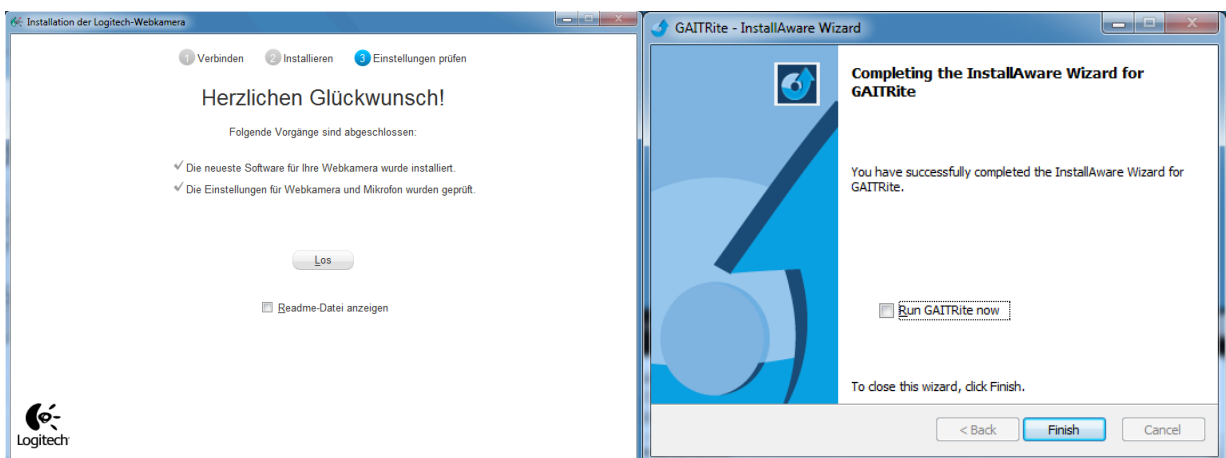 Installation der Logitech-Webkamera
1 Verbinden 2 Installieren 3 Einstellungen prüfen
Herzlichen Glückwunsch!
Folgende Vorgänge sind abgeschlossen:
Die neueste Software für Ihre Webkamera wurde installiert.
Die Einstellungen für Webkamera und Mikrofon wurden geprüft.
Los
Readme-Datei anzeigen
Logitech
GAITRite - InstallAware Wizard
Completing the InstallAware Wizard for
GAITRite
You have successfully completed the InstallAware Wizard for
GAITRite.
Run GAITRite now
To close this wizard, click Finish.
< Back Finish Cancel